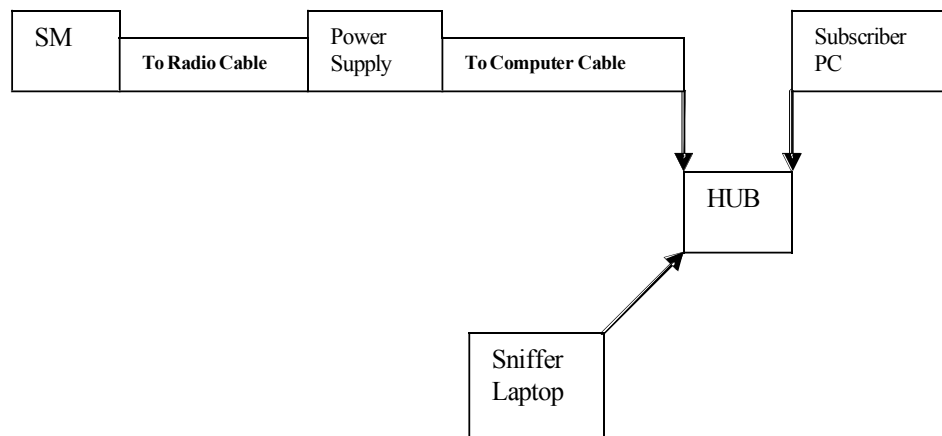 SM
To Radio Cable
Power
Supply
To Computer Cable
Subscriber
PC
HUB
Sniffer
Laptop